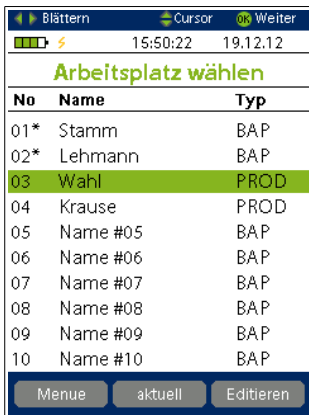 Blättern Cursor OK Weiter
15:50:22 19.12.12
Arbeitsplatz wählen
No Name Typ
01* Stamm BAP
02* Lehmann BAP
03 Wahl PROD
04 Krause PROD
05 Name #05 BAP
06 Name #06 BAP
07 Name #07 BAP
08 Name #08 BAP
09 Name #09 BAP
10 Name #10 BAP
Menue aktuell Editieren